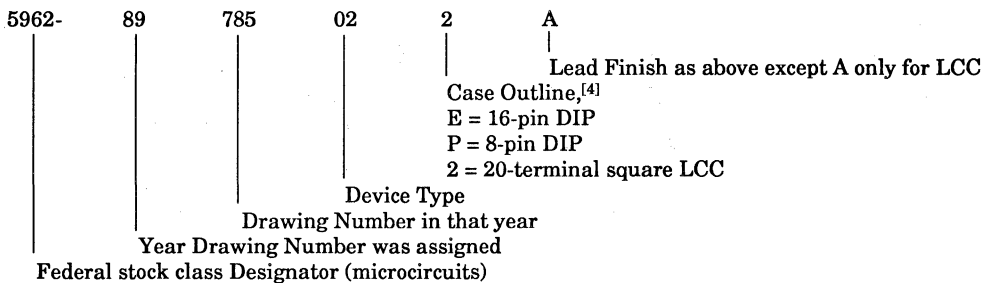 5962- 89 785 02 2 A
Lead Finish as above except A only for LCC
Case Outline,[4]
E = 16-pin DIP
P = 8-pin DIP
2 = 20-terminal square LCC
Device Type
Drawing Number in that year
Year Drawing Number was assigned
Federal stock class Designator (microcircuits)